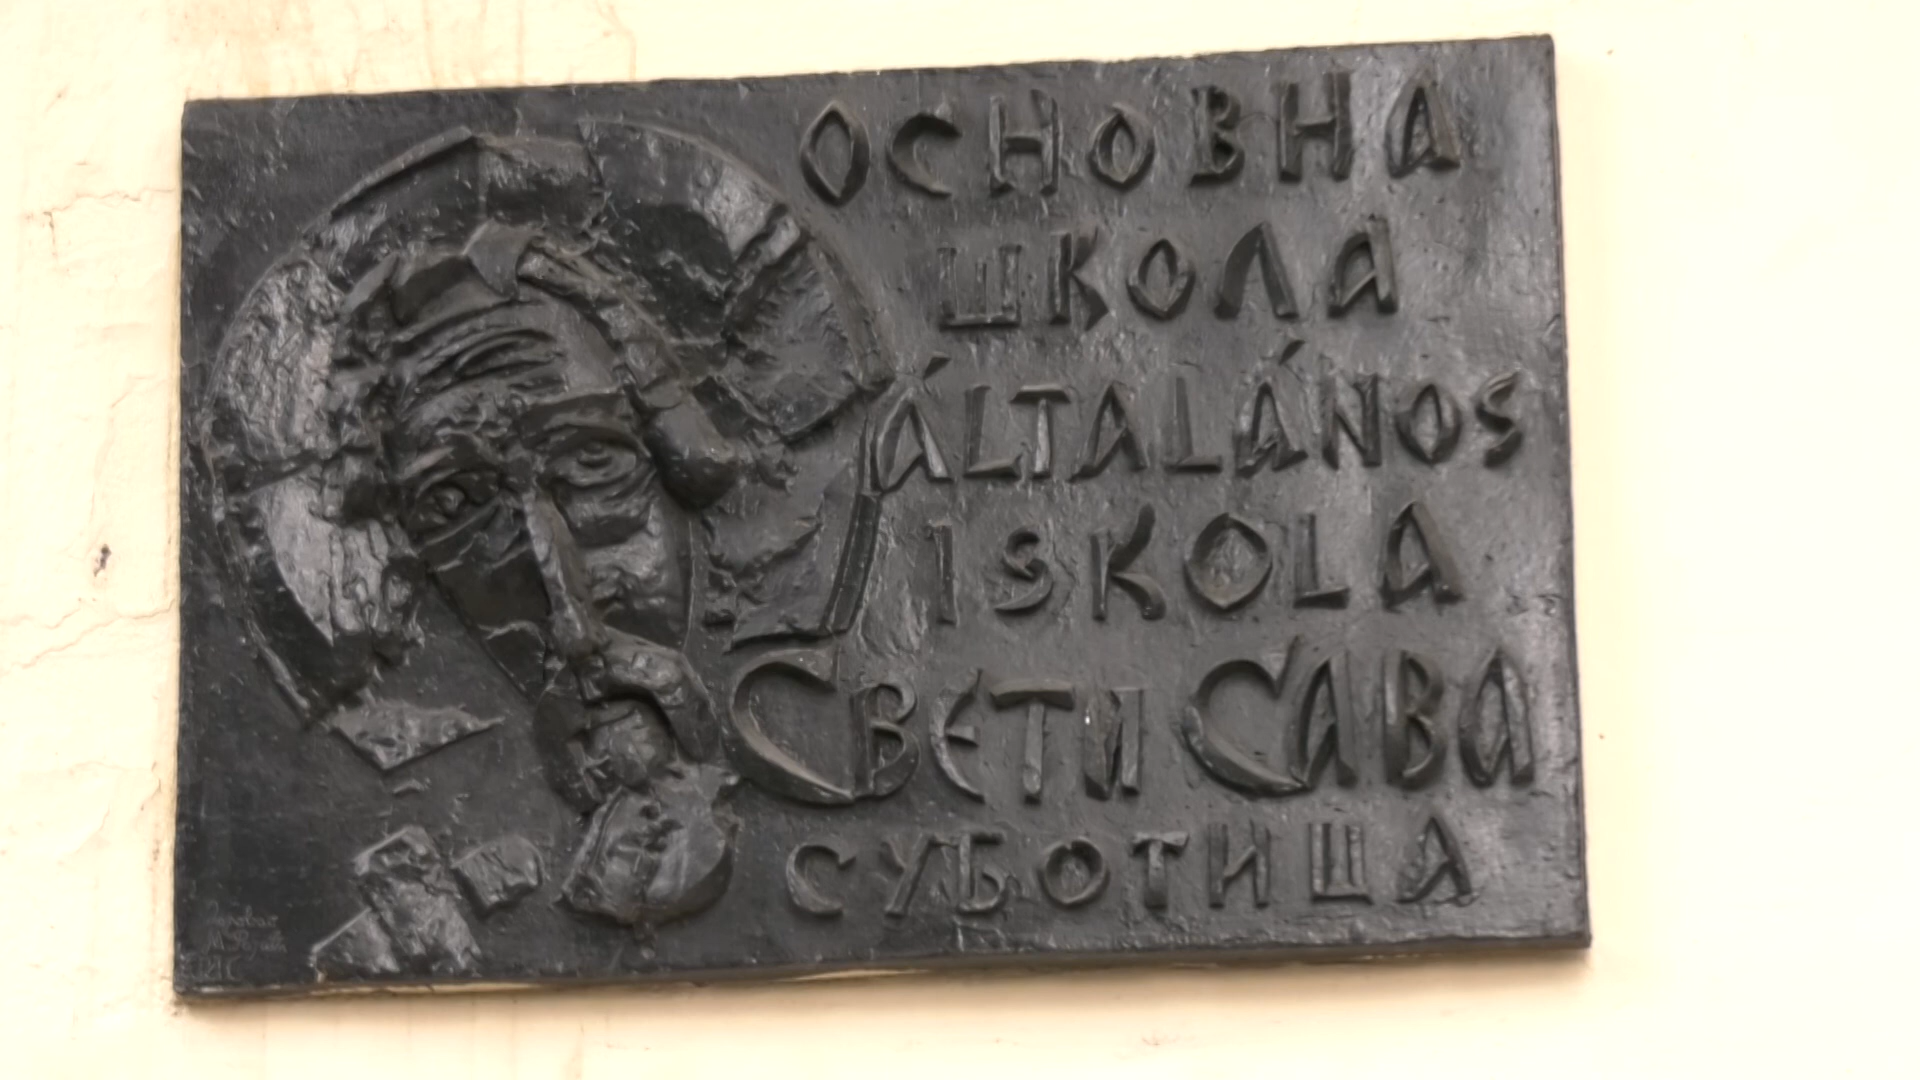 ОСНОВНА
ШКОЛА
ÁLTALÁNOS
ISKOLA
СВЕТИ САВА
СУБОТИЦА